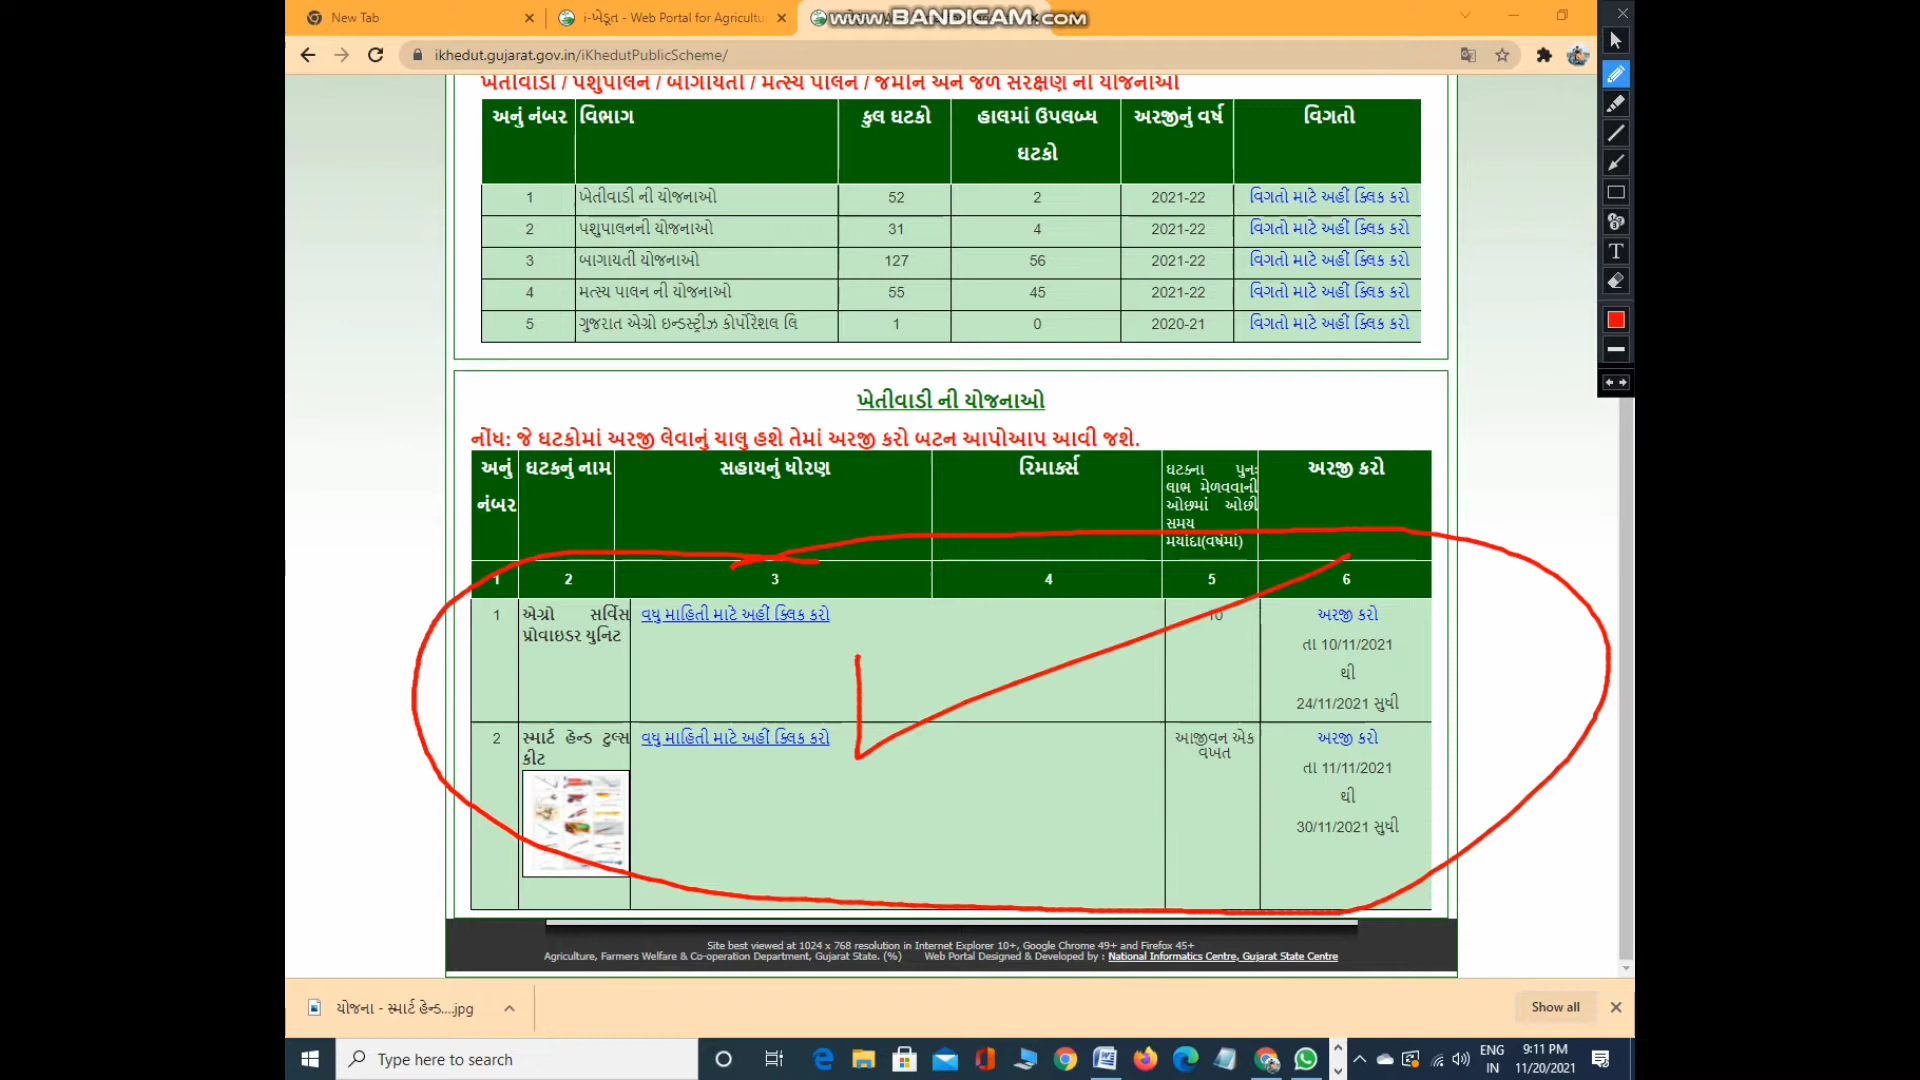 New Tab
i-ખેડૂત - Web Portal for Agricultu
www.BANDICAM.com
ikhedut.gujarat.gov.in/iKhedutPublicScheme/
ખેતીવાડી / પશુપાલન / બાગાયતી / મત્સ્ય પાલન / જમીન અને જળ સંરક્ષણ ની યોજનાઓ
અનું નંબર વિભાગ કુલ ઘટકો હાલમાં ઉપલબ્ધ ઘટકો અરજીનું વર્ષ વિગતો
1 ખેતીવાડી ની યોજનાઓ 52 2 2021-22 વિગતો માટે અહીં ક્લિક કરો
2 પશુપાલનની યોજનાઓ 31 4 2021-22 વિગતો માટે અહીં ક્લિક કરો
3 બાગાયતી યોજનાઓ 127 56 2021-22 વિગતો માટે અહીં ક્લિક કરો
4 મત્સ્ય પાલન ની યોજનાઓ 55 45 2021-22 વિગતો માટે અહીં ક્લિક કરો
5 ગુજરાત એગ્રો ઇન્ડસ્ટ્રીઝ કોર્પોરેશલ લિ 1 0 2020-21 વિગતો માટે અહીં ક્લિક કરો
ખેતીવાડી ની યોજનાઓ
નોંધ: જે ઘટકોમાં અરજી લેવાનું ચાલુ હશે તેમાં અરજી કરો બટન આપોઆપ આવી જશે.
અનું નંબર ઘટકનું નામ સહાયનું ધોરણ રિમાર્ક્સ ઘટકના પુનઃ લાભ મેળવવાની ઓછમાં ઓછી સમય મર્યાદા(વર્ષમાં) અરજી કરો
1 2 3 4 5 6
1 એગ્રો સર્વિસ વધુ માહિતી માટે અહીં ક્લિક કરો 10 અરજી કરો
પ્રોવાઇડર યુનિટ
તા 10/11/2021
થી
24/11/2021 સુધી
2 સ્માર્ટ હેન્ડ ટુલ્સ વધુ માહિતી માટે અહીં ક્લિક કરો આજીવન એક અરજી કરો
કીટ વખત
તા 11/11/2021
થી
30/11/2021 સુધી
Site best viewed at 1024 x 768 resolution in Internet Explorer 10+, Google Chrome 49+ and Firefox 45+
Agriculture, Farmers Welfare & Co-operation Department, Gujarat State. (%) Web Portal Designed & Developed by : National Informatics Centre, Gujarat State Centre
યોજના - સ્માર્ટ હેન્ડ....jpg
Show all
Type here to search
ENG 9:11 PM
IN 11/20/2021